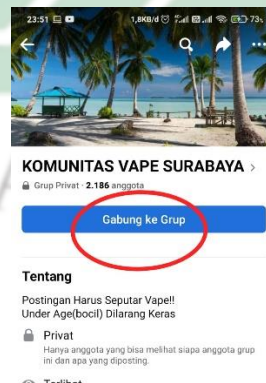 23:51 1,8KB/d 73%
KOMUNITAS VAPE SURABAYA >
Grup Privat · 2.186 anggota
Gabung ke Grup
Tentang
Postingan Harus Seputar Vape!!
Under Age(bocil) Dilarang Keras
Privat
Hanya anggota yang bisa melihat siapa anggota grup
ini dan apa yang diposting.
Terlihat